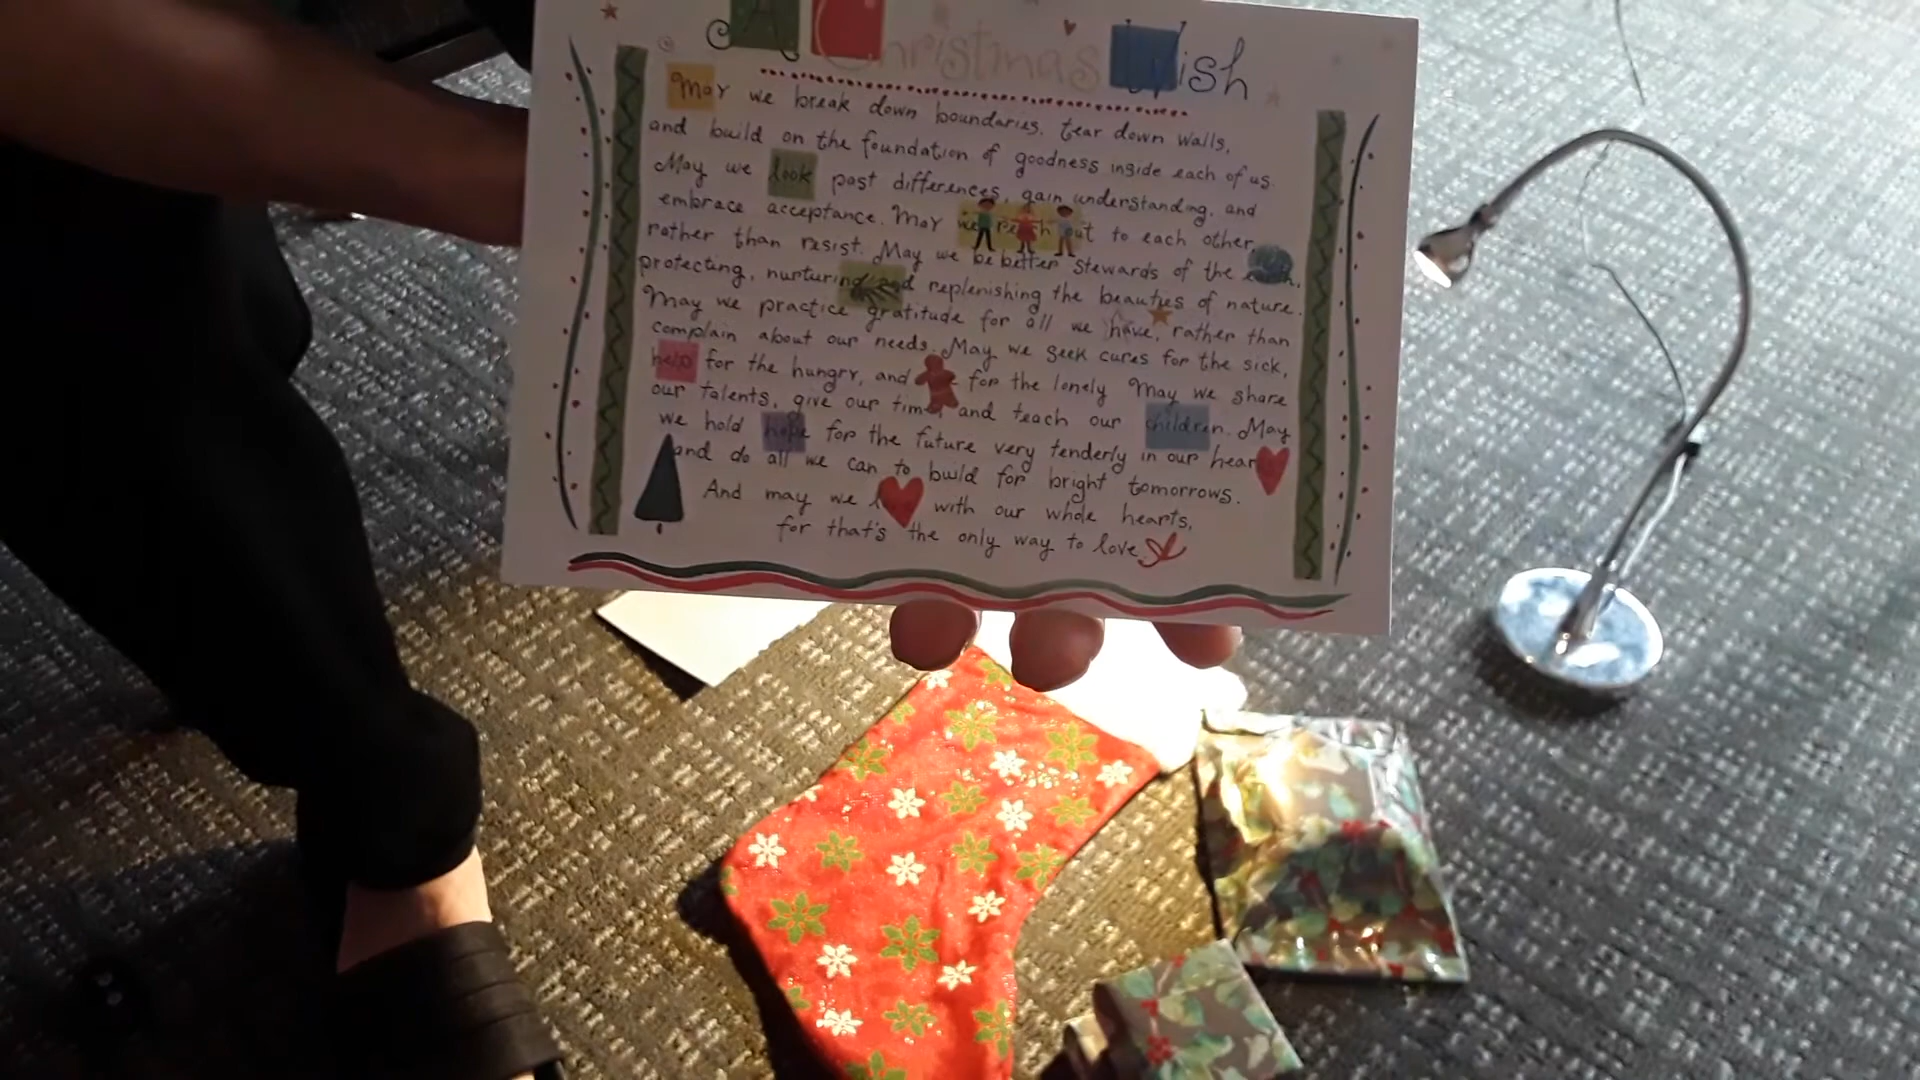 A Christmas Wish
May we break down boundaries, tear down walls,
and build on the foundation of goodness inside each of us.
May we look past differences, gain understanding, and
embrace acceptance. May we reach out to each other,
rather than resist. May we be better stewards of the earth,
protecting, nurturing and replenishing the beauties of nature.
May we practice gratitude for all we have, rather than
complain about our needs. May we seek cures for the sick,
help for the hungry, and for the lonely May we share
our talents, give our time, and teach our children. May
we hold hope for the future very tenderly in our hear
and do all we can to build for bright tomorrows.
And may we l with our whole hearts,
for that's the only way to love